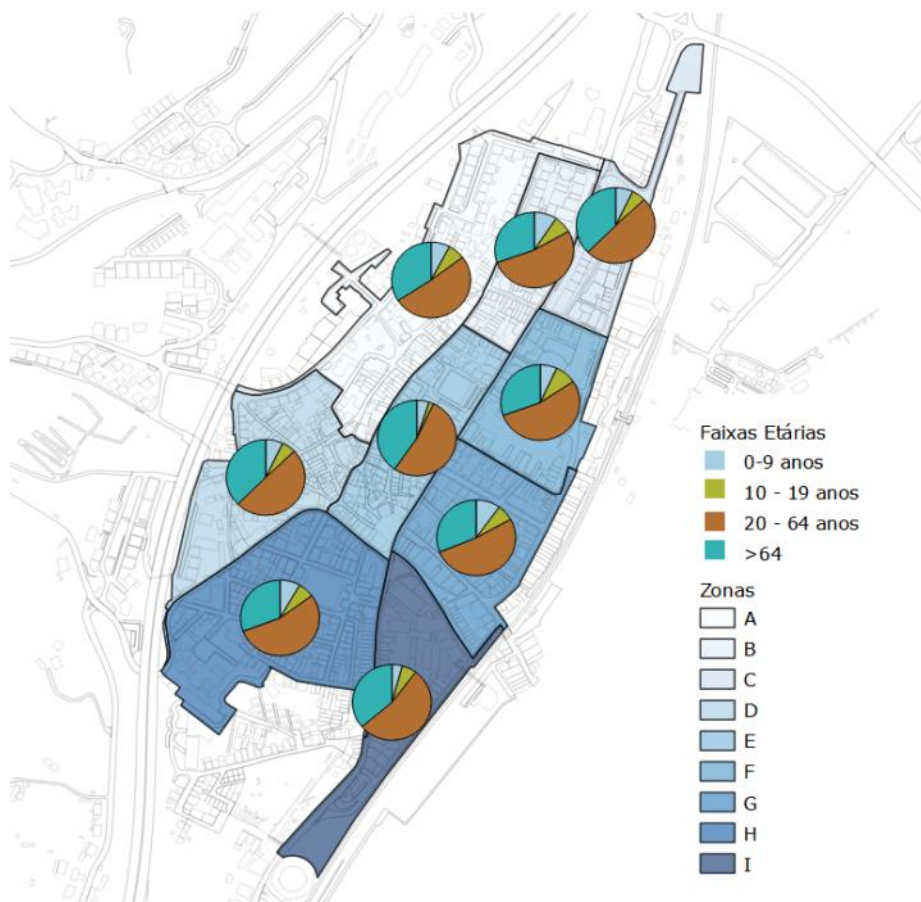 Faixas Etárias
0-9 anos
10 - 19 anos
20 - 64 anos
>64
Zonas
A
B
C
D
E
F
G
H
I